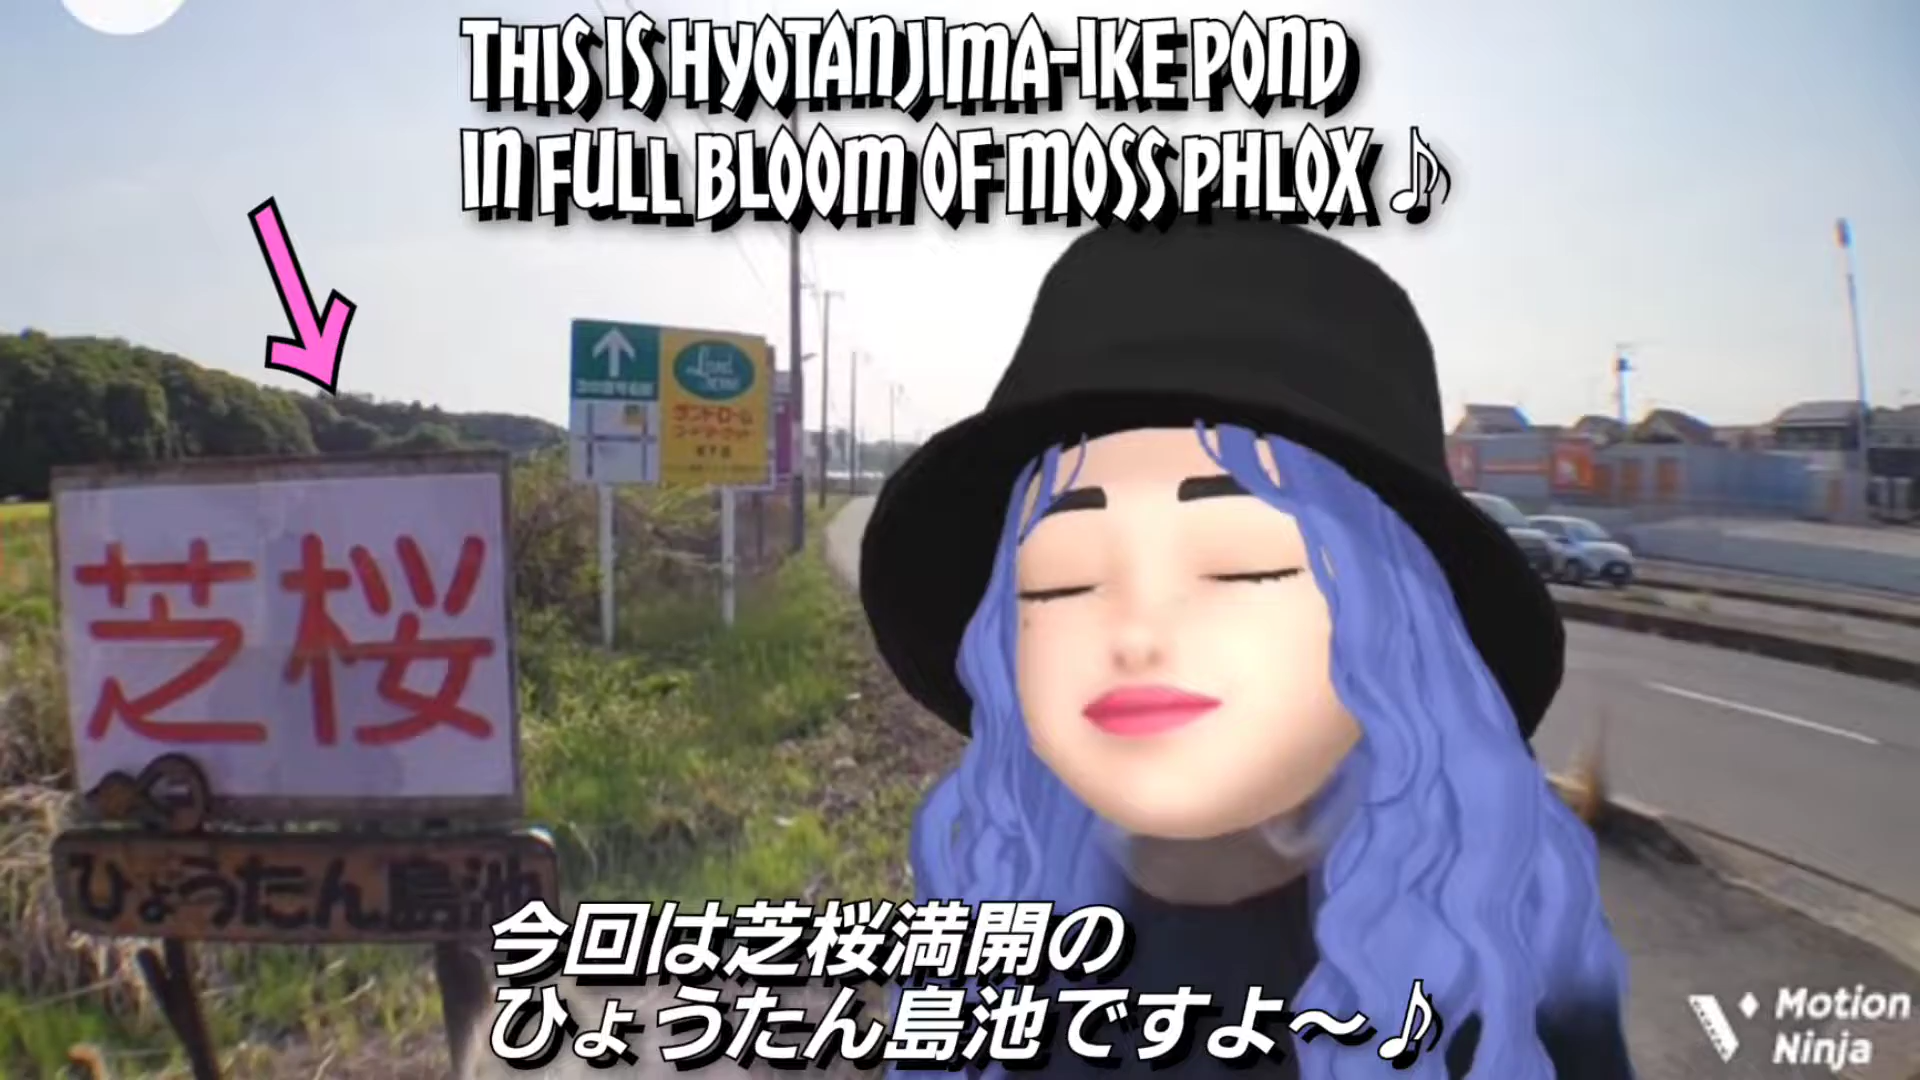 THIS IS HYOTANJIMA-IKE POND
IN FULL BLOOM OF MOSS PHLOX ♪
芝桜
ひょうたん島池
今回は芝桜満開の
ひょうたん島池ですよ〜♪
Motion
Ninja